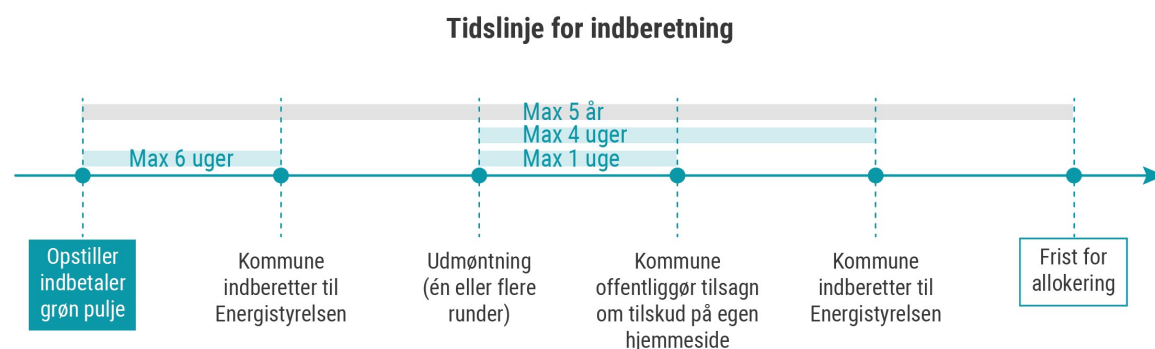 Tidslinje for indberetning
Max 5 år
Max 4 uger
Max 6 uger
Max 1 uge
Opstiller
indbetaler
grøn pulje
Kommune
indberetter til
Energistyrelsen
Udmøntning
(én eller flere
runder)
Kommune
offentliggør tilsagn
om tilskud på egen
hjemmeside
Kommune
indberetter til
Energistyrelsen
Frist for
allokering